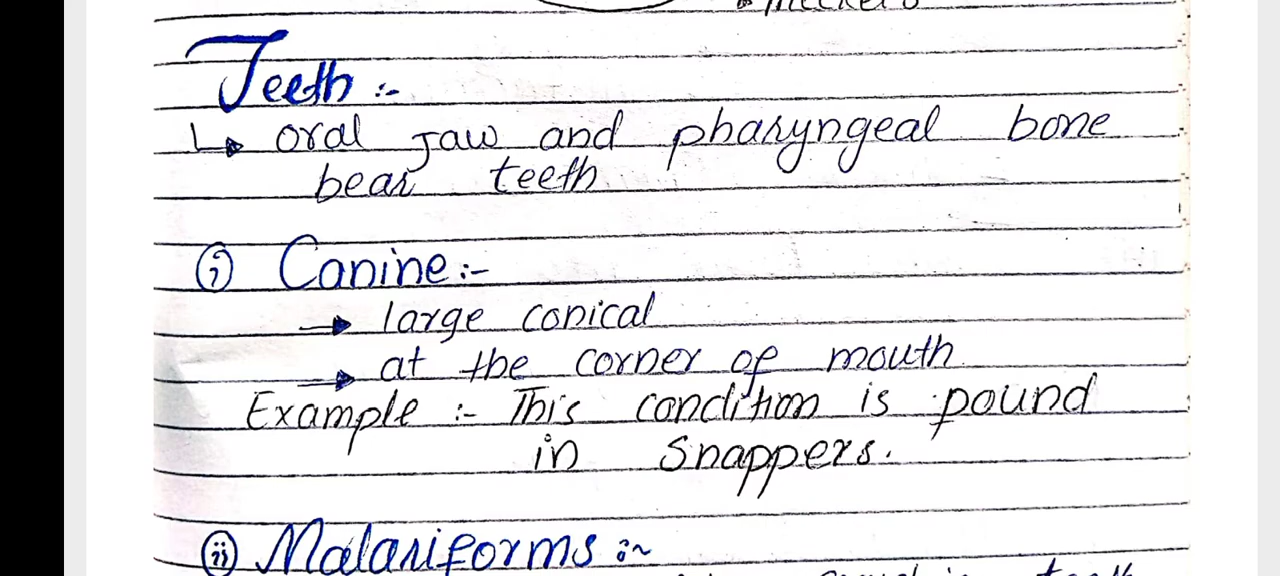 Teeth :-
↳ oral jaw and pharyngeal bone
bear teeth
(i) Canine :-
→ large conical
→ at the corner of mouth
Example :- This condition is pound
in Snappers.
(ii) Malariforms :~
teeth